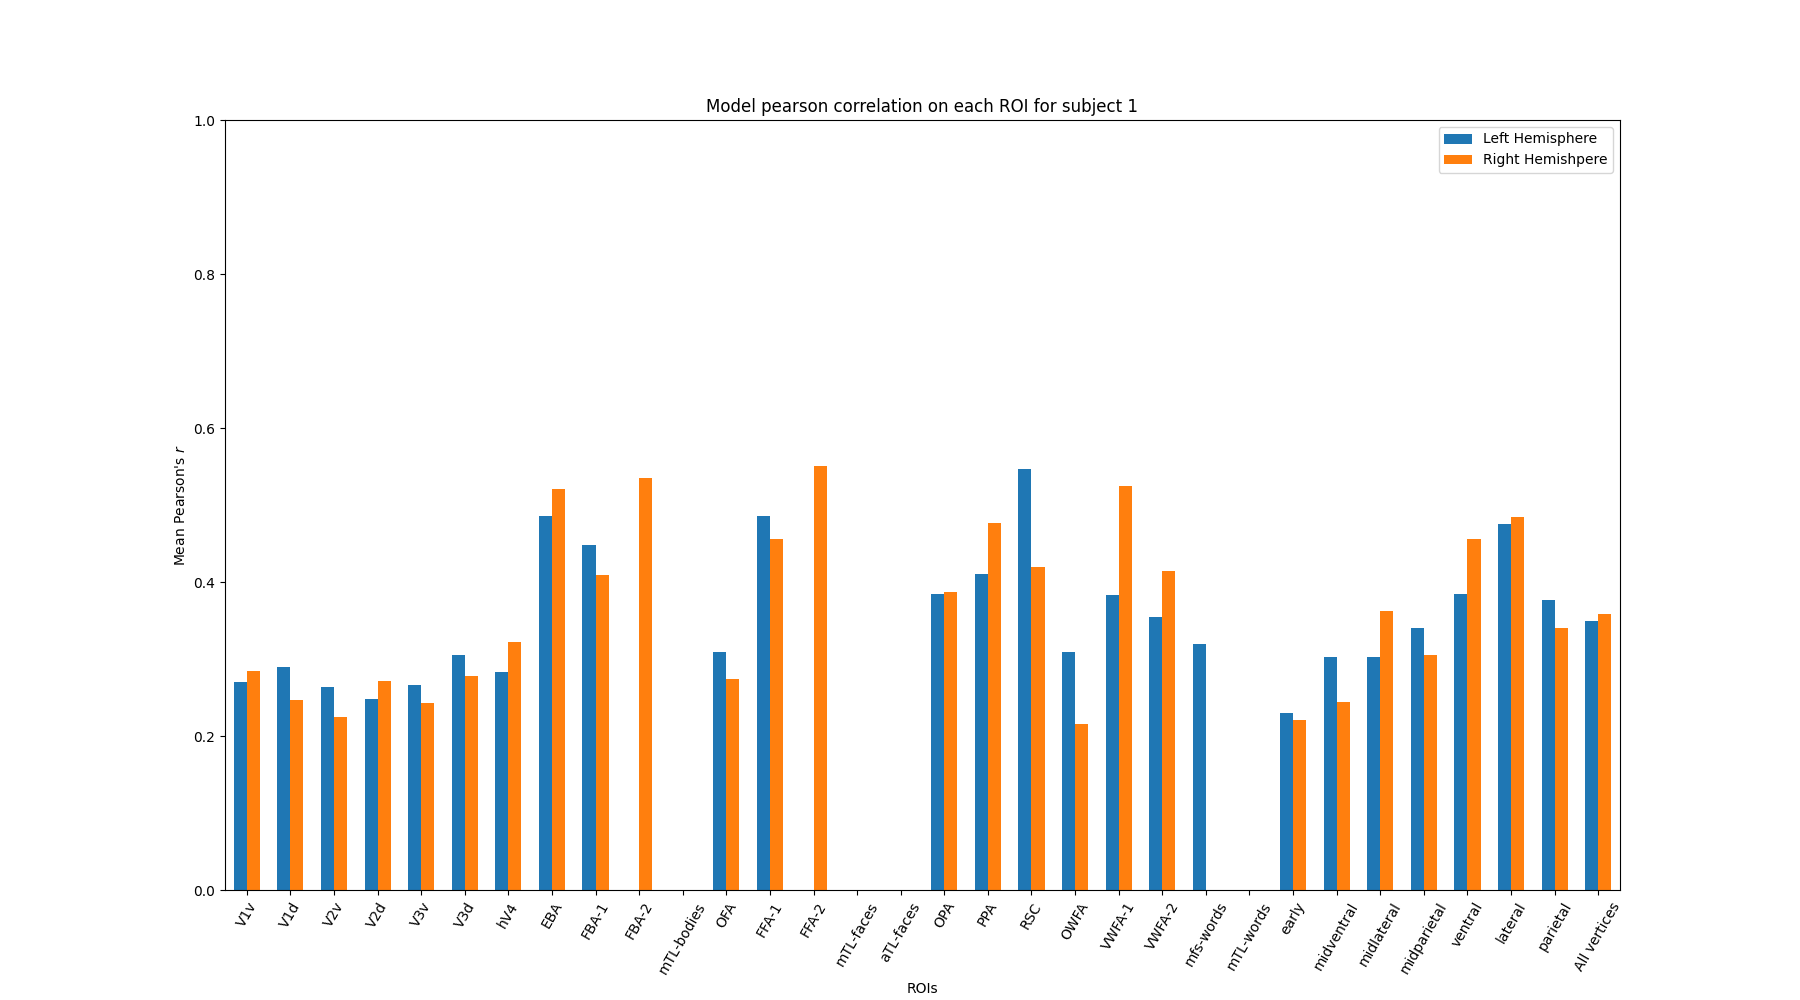 Model pearson correlation on each ROI for subject 1
1.0
0.8
0.6
0.4
0.2
0.0
Mean Pearson's r
Left Hemisphere
Right Hemishpere
V1v
V1d
V2v
V2d
V3v
V3d
hV4
EBA
FBA-1
FBA-2
mTL-bodies
OFA
FFA-1
FFA-2
mTL-faces
aTL-faces
OPA
PPA
RSC
OWFA
VWFA-1
VWFA-2
mfs-words
mTL-words
early
midventral
midlateral
midparietal
ventral
lateral
parietal
All vertices
ROIs